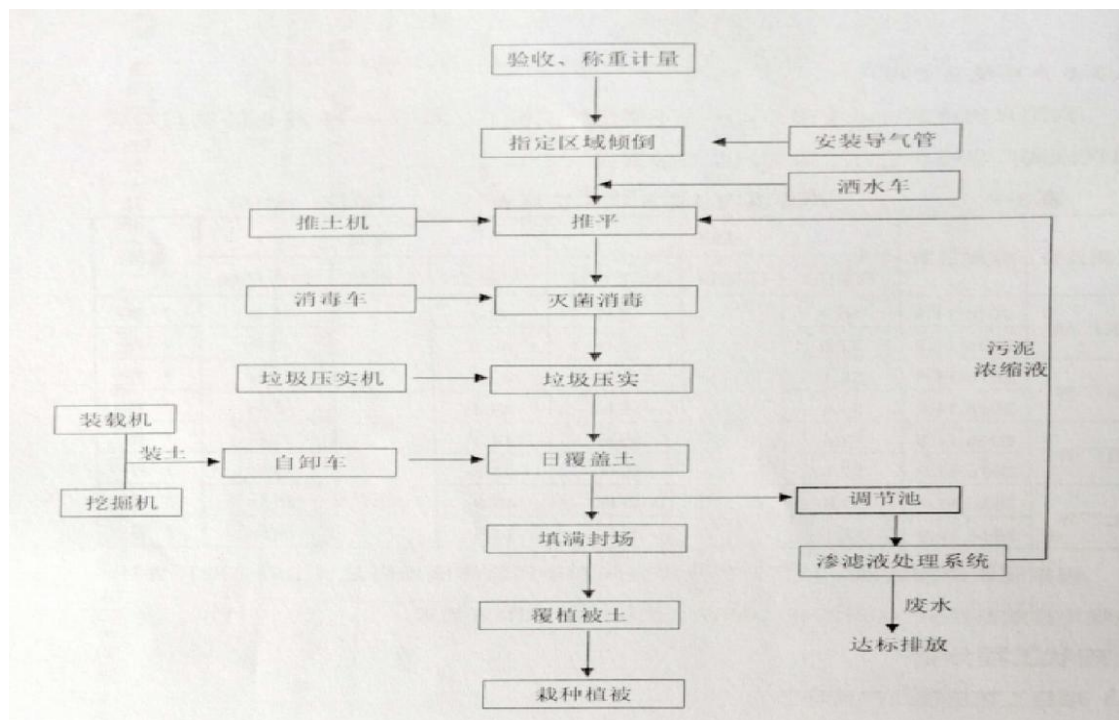 验收、称重计量
指定区域倾倒
安装导气管
洒水车
推土机
推平
消毒车
灭菌消毒
污泥
浓缩液
垃圾压实机
垃圾压实
装载机
装土
自卸车
日覆盖土
挖掘机
调节池
填满封场
渗滤液处理系统
覆植被土
废水
达标排放
栽种植被